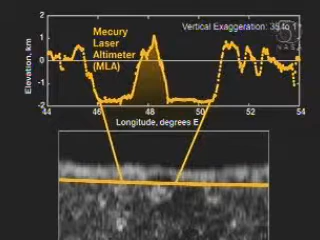 Vertical Exaggeration: 35 to 1
NASA
Mecury
Laser
Altimeter
(MLA)
Elevation, km
2
1
0
-1
-2
44
46
48
50
52
54
Longitude, degrees E